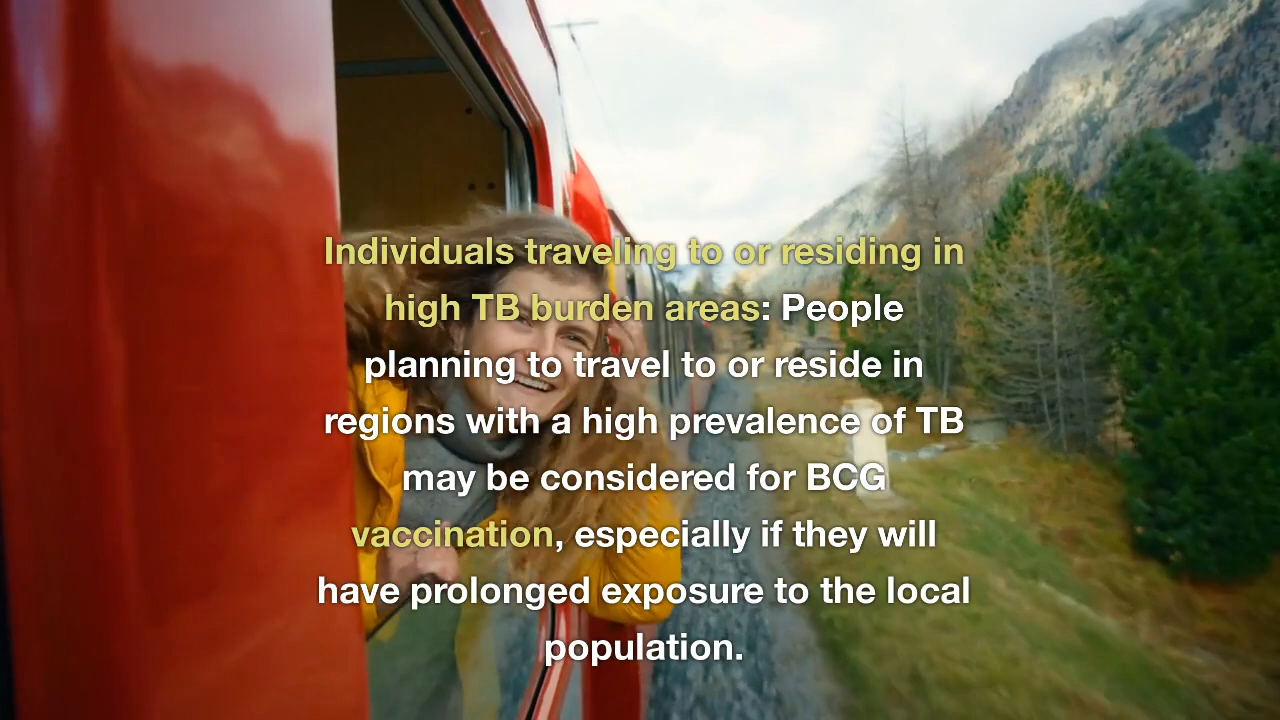 Individuals traveling to or residing in
high TB burden areas: People
planning to travel to or reside in
regions with a high prevalence of TB
may be considered for BCG
vaccination, especially if they will
have prolonged exposure to the local
population.